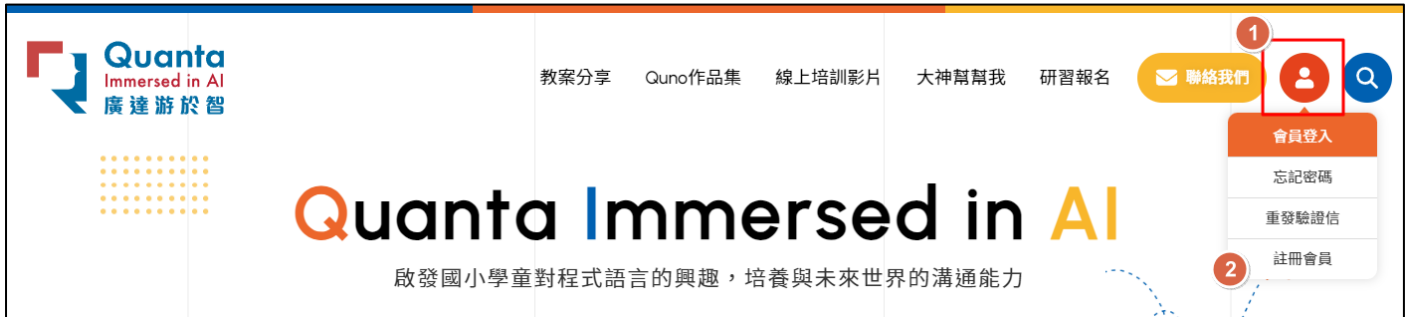 Quanta
Immersed in AI
廣達游於智
教案分享 Quno作品集 線上培訓影片 大神幫幫我 研習報名 聯絡我們
1
會員登入
忘記密碼
重發驗證信
註冊會員
2
Quanta Immersed in AI
啟發國小學童對程式語言的興趣，培養與未來世界的溝通能力